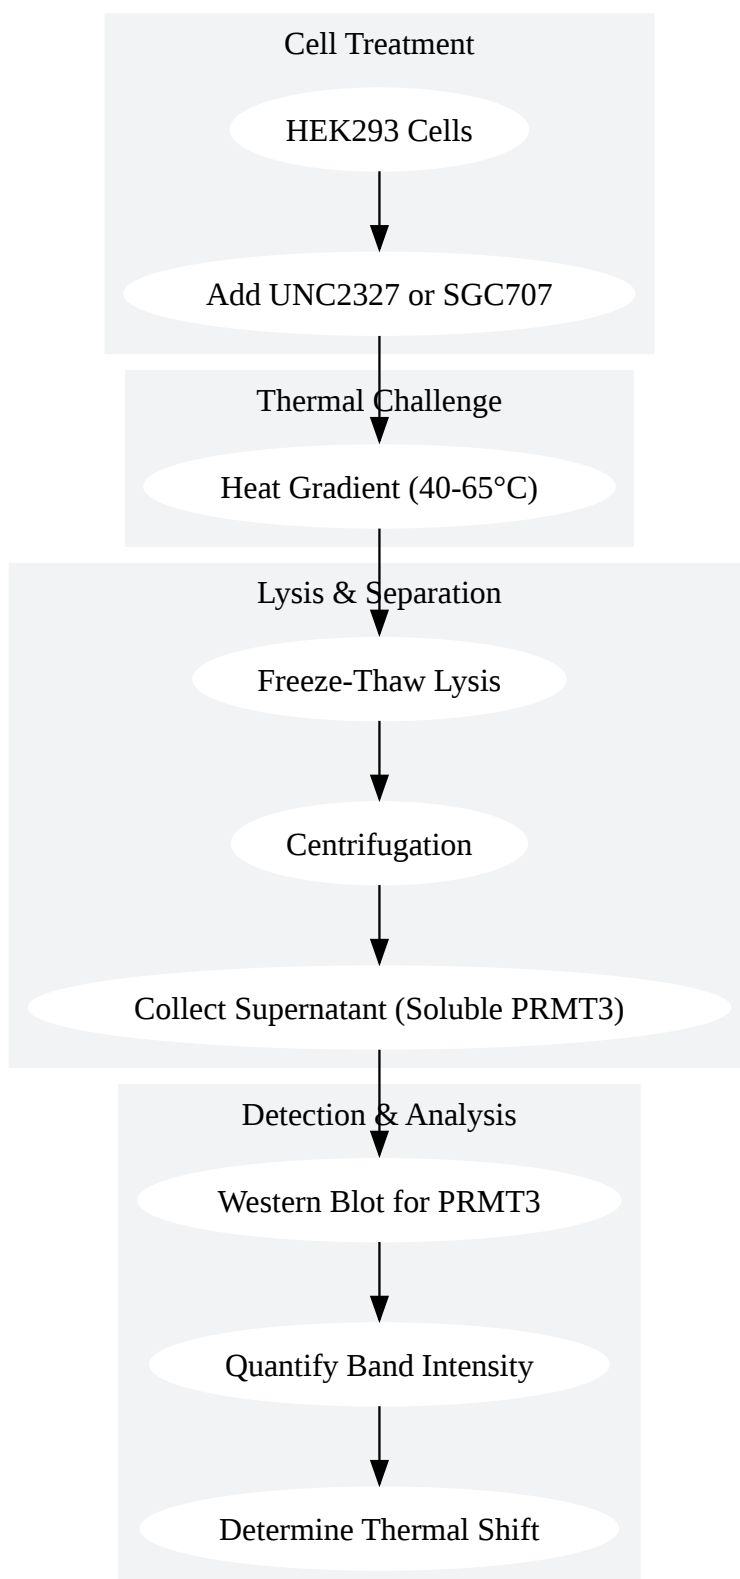 Cell Treatment
HEK293 Cells
Add UNC2327 or SGC707
Thermal Challenge
Heat Gradient (40-65°C)
Lysis & Separation
Freeze-Thaw Lysis
Centrifugation
Collect Supernatant (Soluble PRMT3)
Detection & Analysis
Western Blot for PRMT3
Quantify Band Intensity
Determine Thermal Shift